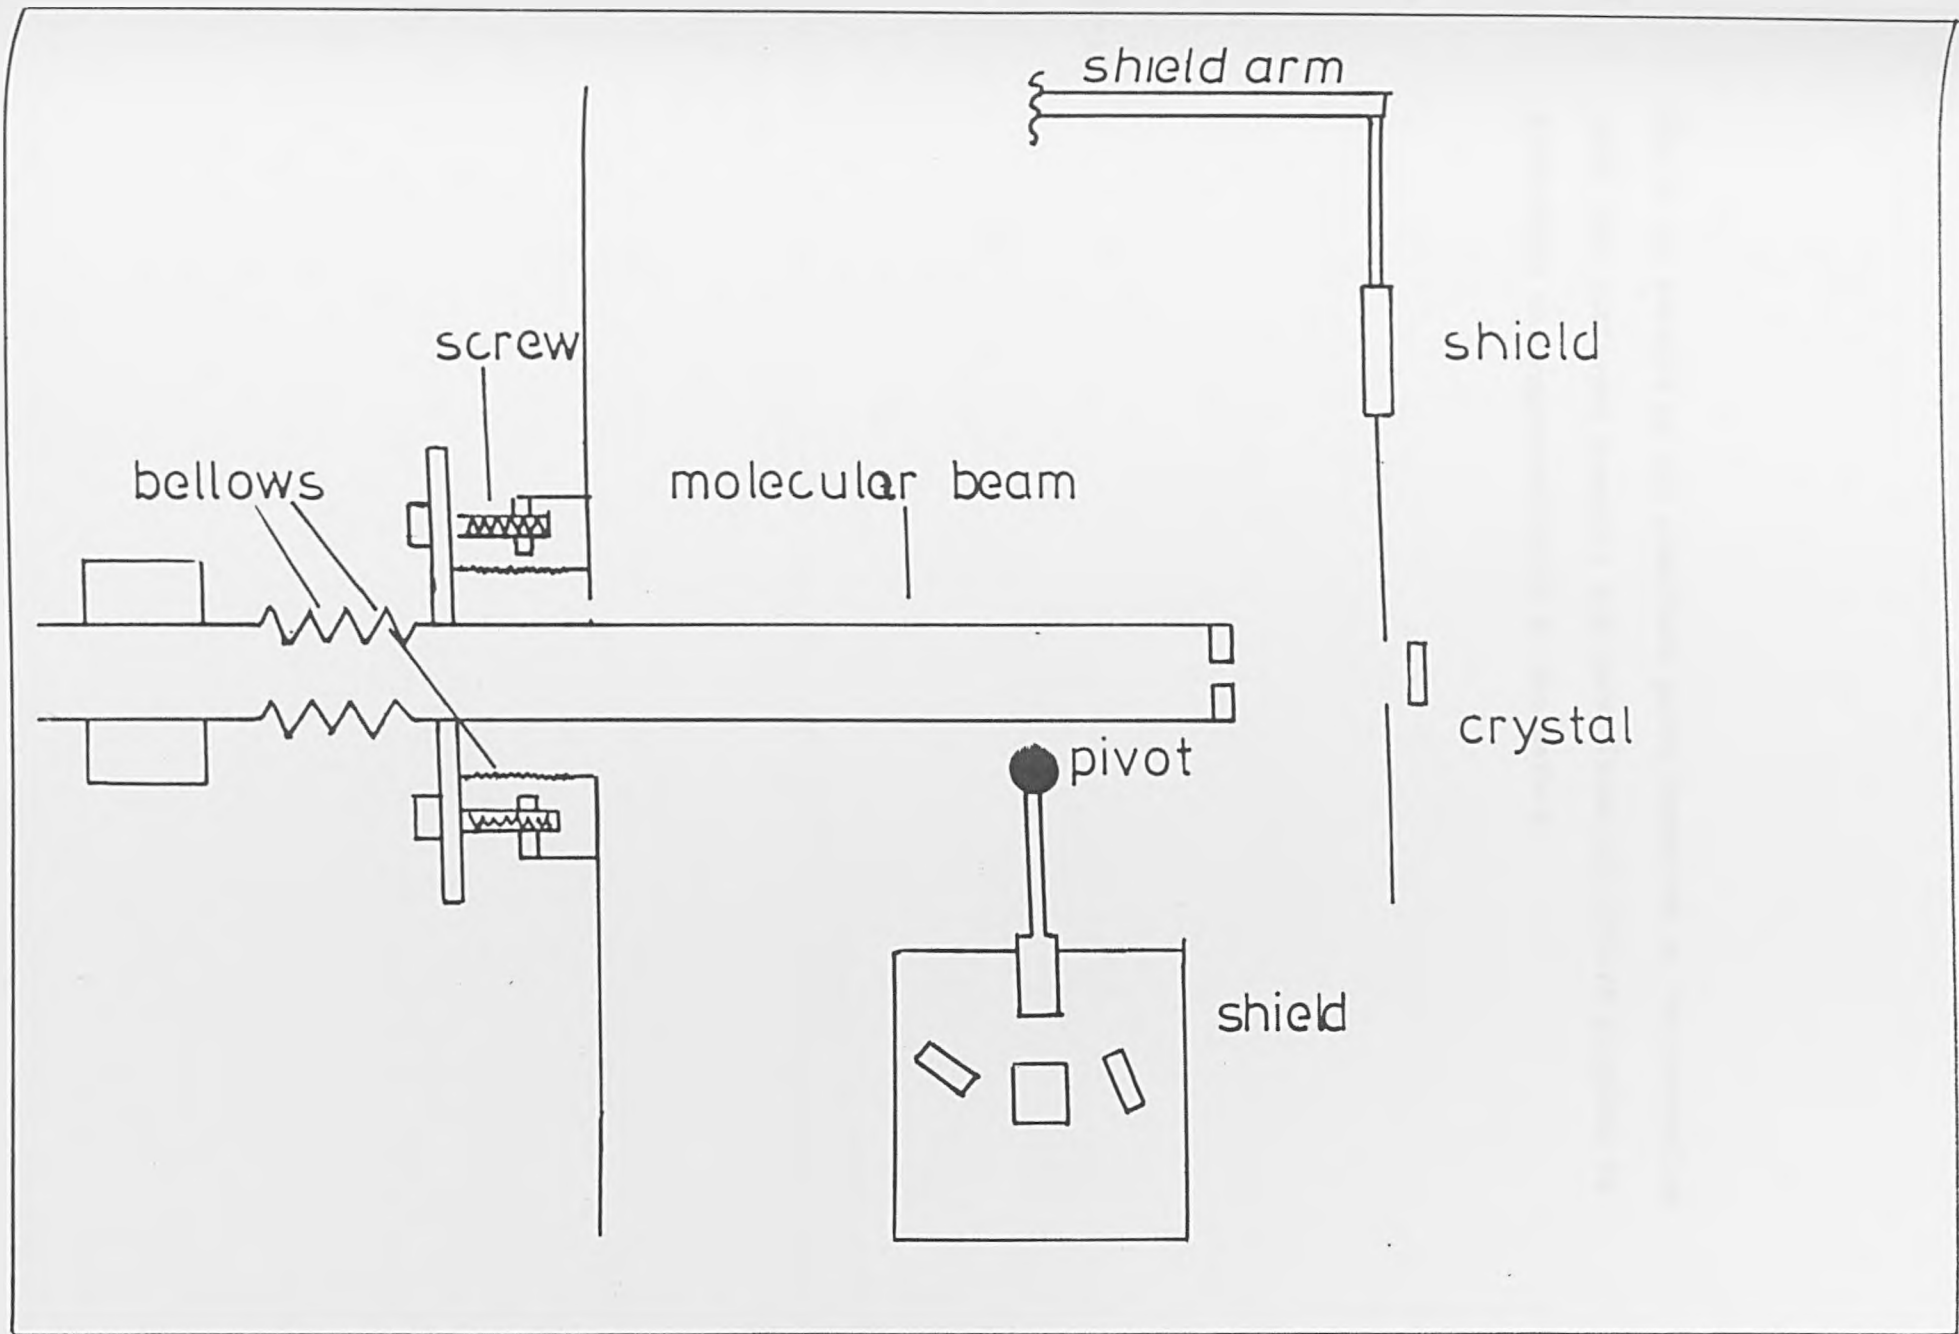 shield arm
screw
shield
bellows
molecular beam
crystal
pivot
shield